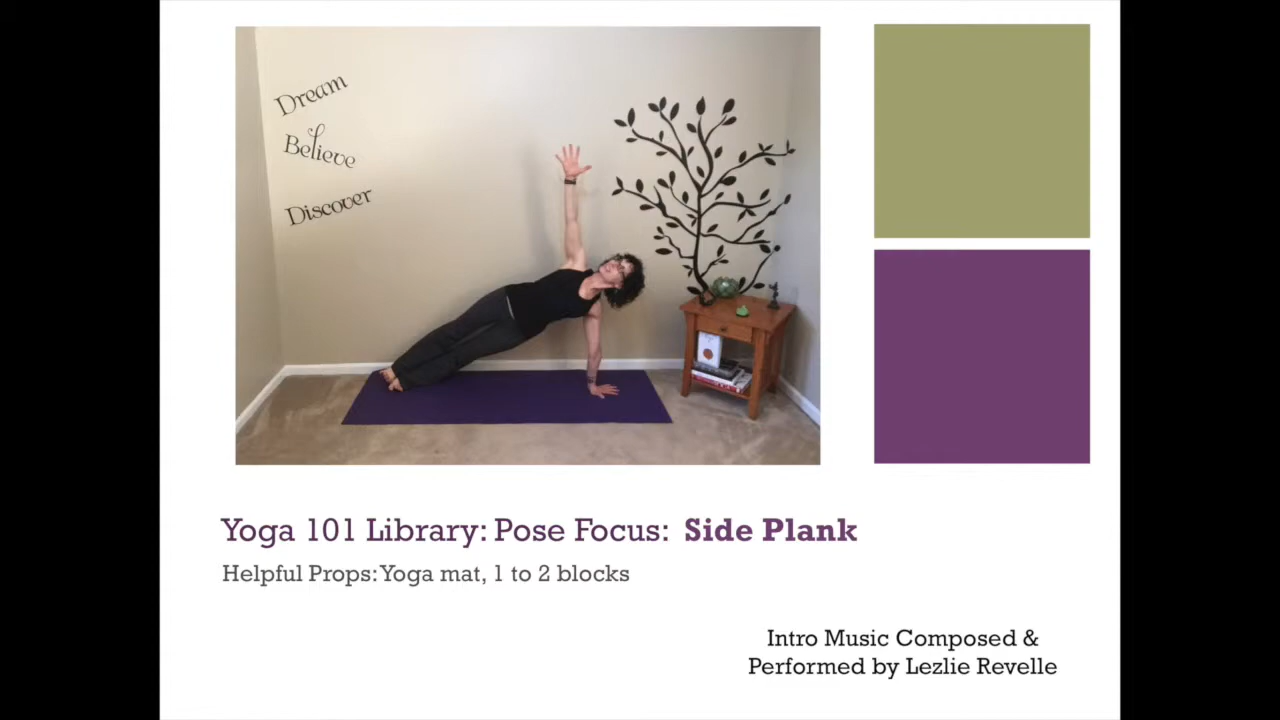 Dream
Believe
Discover
Yoga 101 Library: Pose Focus: Side Plank
Helpful Props: Yoga mat, 1 to 2 blocks
Intro Music Composed &
Performed by Lezlie Revelle